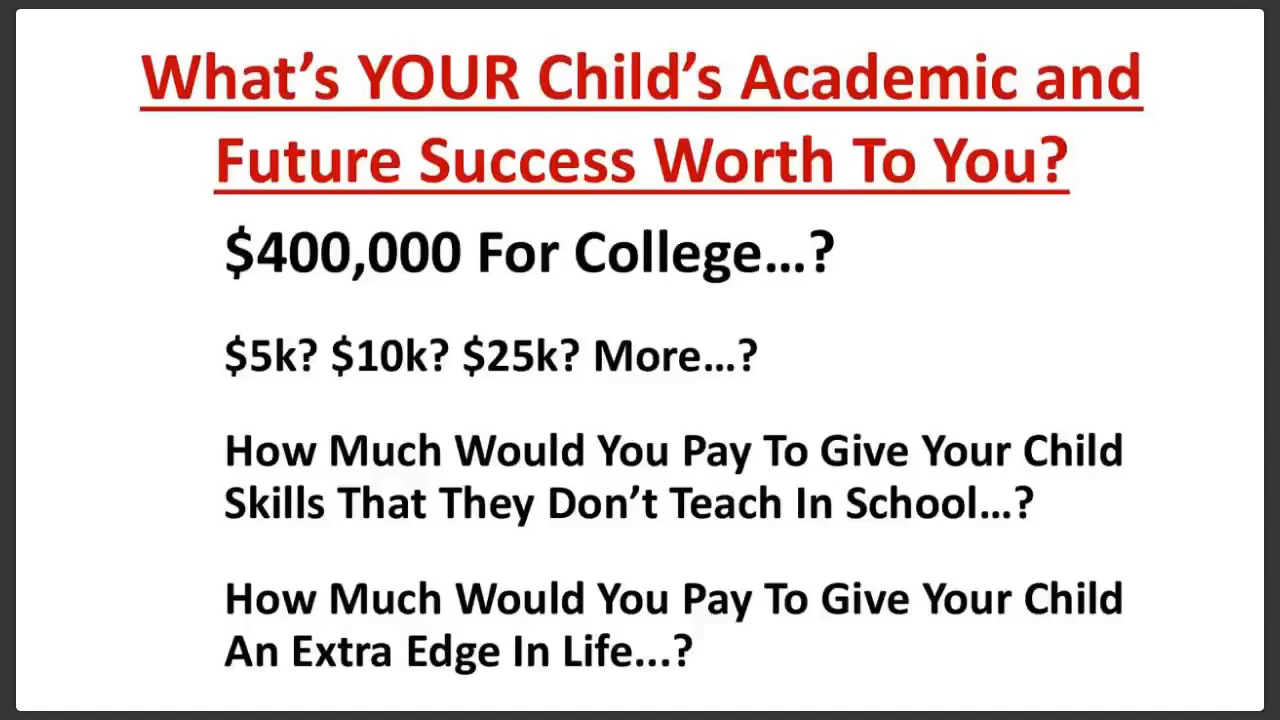 What’s YOUR Child’s Academic and
Future Success Worth To You?
$400,000 For College…?
$5k? $10k? $25k? More…?
How Much Would You Pay To Give Your Child
Skills That They Don’t Teach In School…?
How Much Would You Pay To Give Your Child
An Extra Edge In Life...?